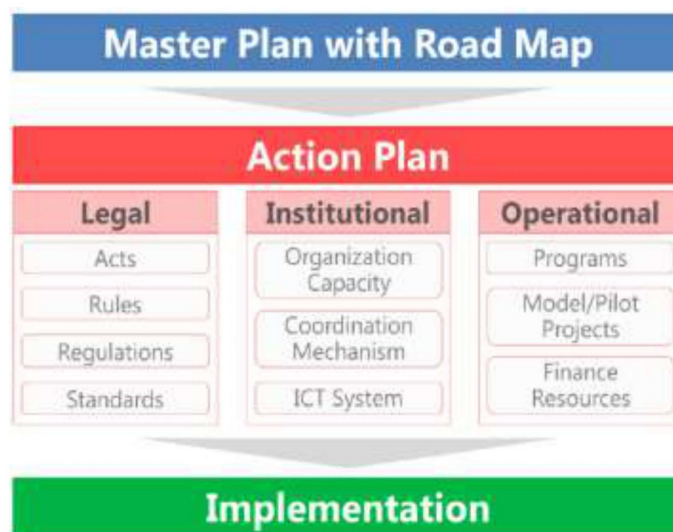 Master Plan with Road Map
Action Plan
Legal
Acts
Rules
Regulations
Standards
Institutional
Organization
Capacity
Coordination
Mechanism
ICT System
Operational
Programs
Model/Pilot
Projects
Finance
Resources
Implementation